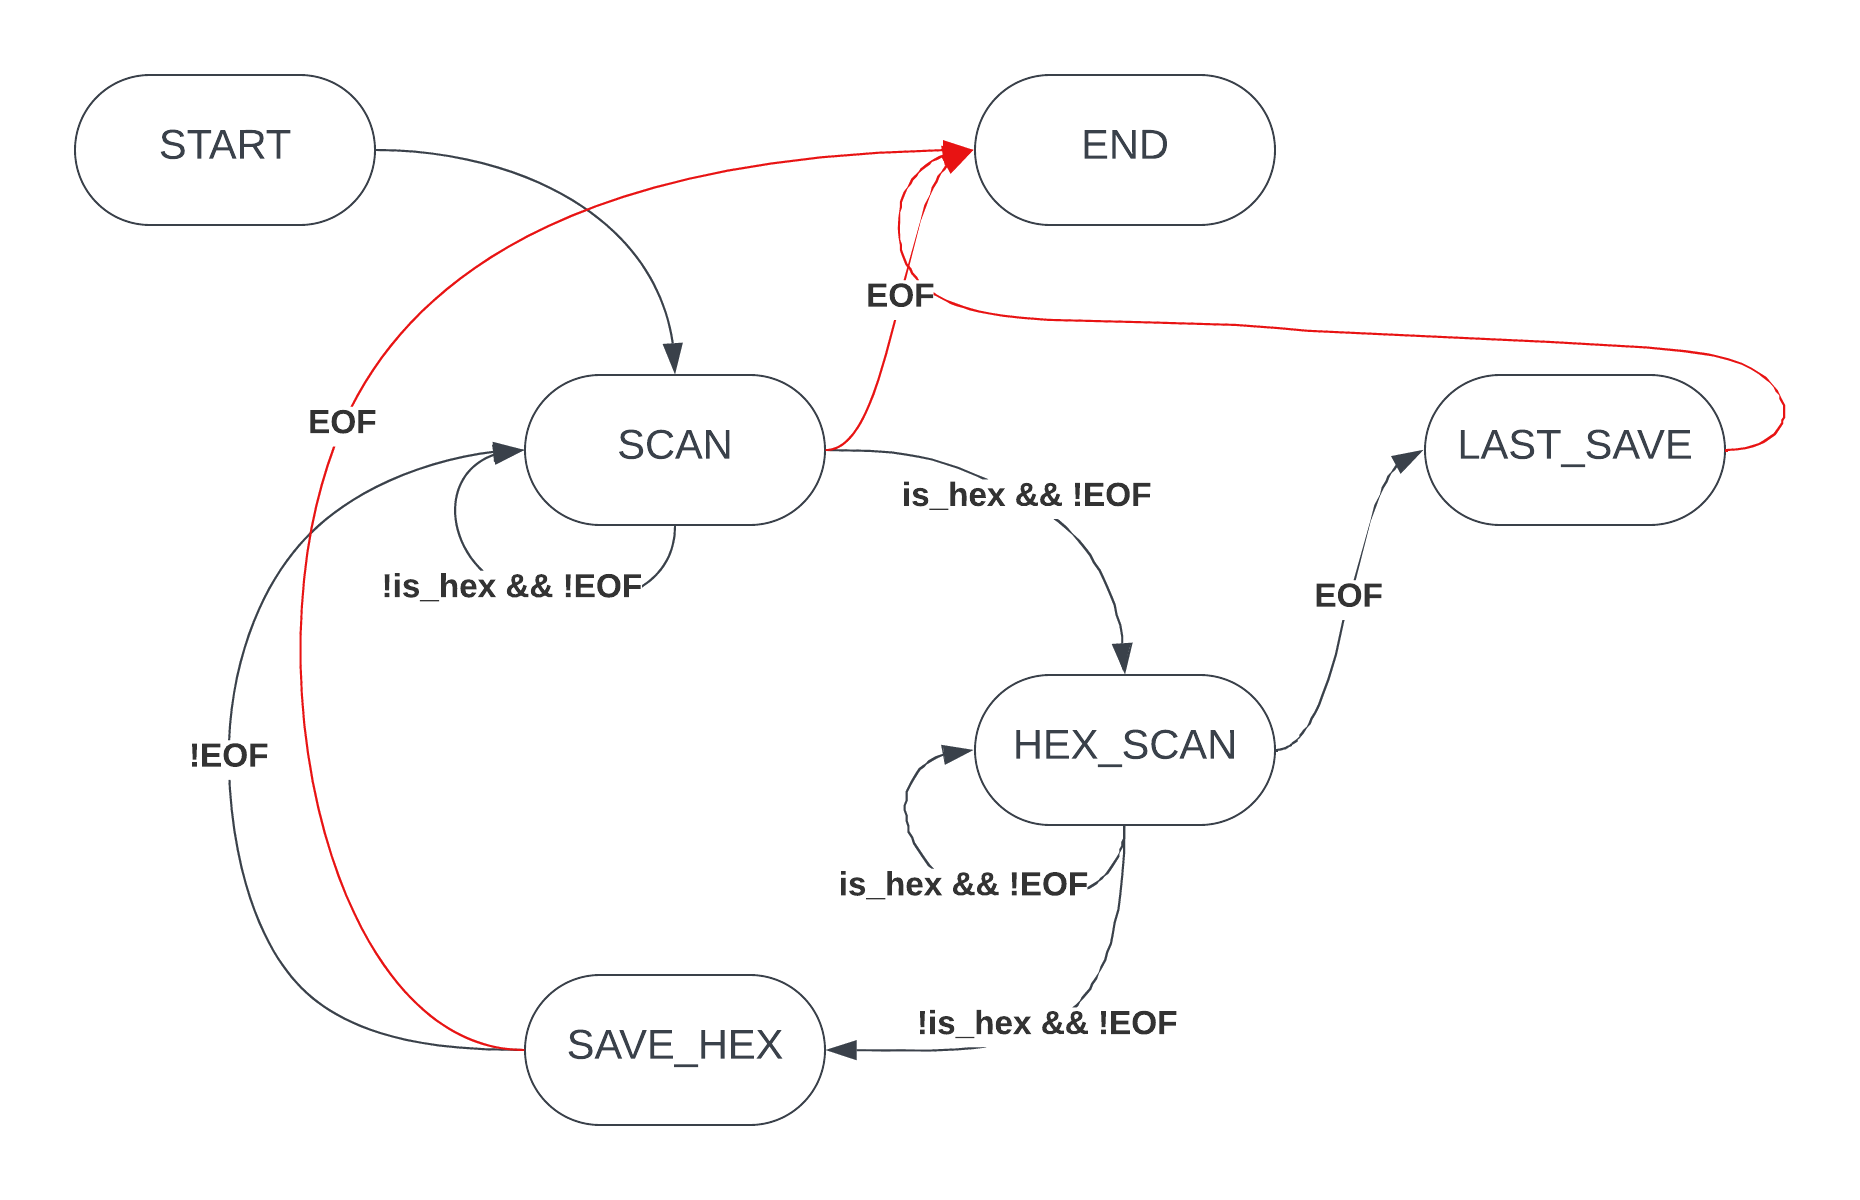 START
END
EOF
EOF
SCAN
LAST_SAVE
is_hex && !EOF
!is_hex && !EOF
EOF
!EOF
HEX_SCAN
is_hex && !EOF
!is_hex && !EOF
SAVE_HEX